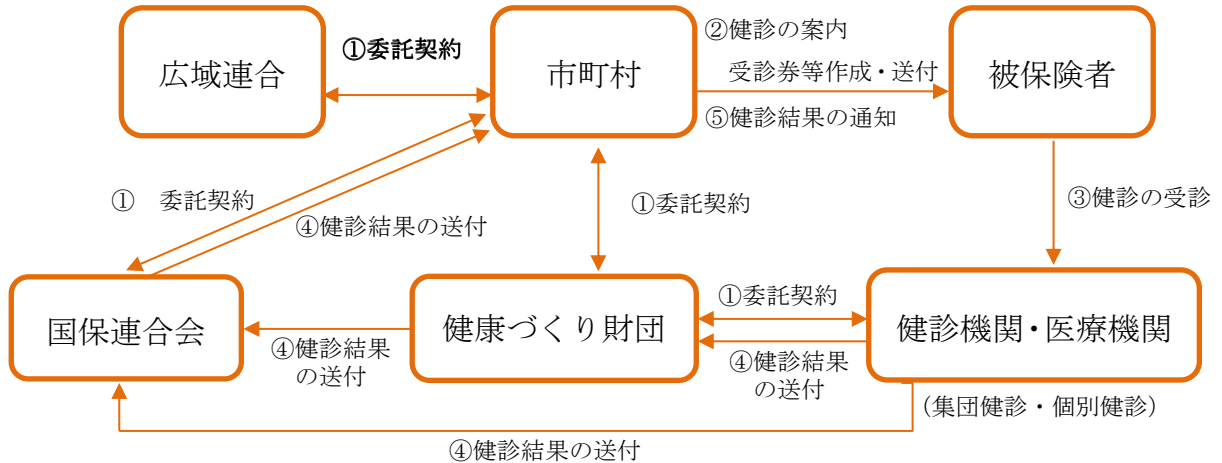 広域連合
①委託契約
市町村
②健診の案内
受診券等作成・送付
⑤健診結果の通知
被保険者
① 委託契約
④健診結果の送付
①委託契約
③健診の受診
国保連合会
④健診結果
の送付
健康づくり財団
①委託契約
④健診結果
の送付
健診機関・医療機関
(集団健診・個別健診)
④健診結果の送付